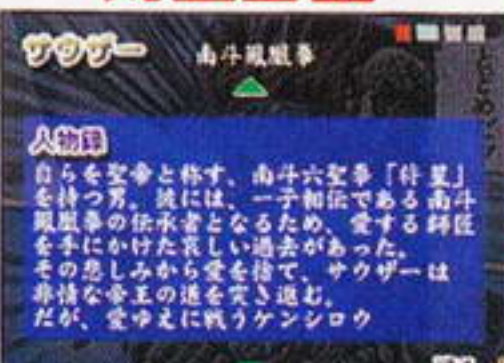 サウザー
南斗鳳凰拳
人物録
自らを聖帝と称す、南斗六聖拳「将星」
を持つ男。彼には、一子相伝である南斗
鳳凰拳の伝承者となるため、愛する師匠
を手にかけた哀しい過去があった。
その悲しみから愛を捨て、サウザーは
非情な帝王の道を突き進む。
だが、愛ゆえに戦うケンシロウ